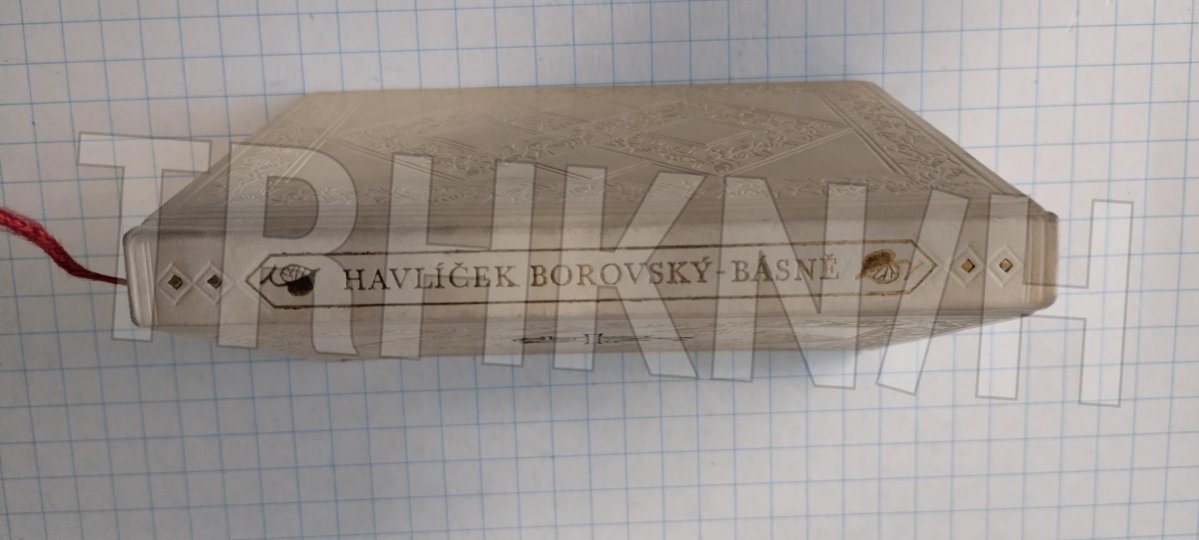 HAVLÍČEK BOROVSKÝ - BÁSNĚ
TRHKNIH